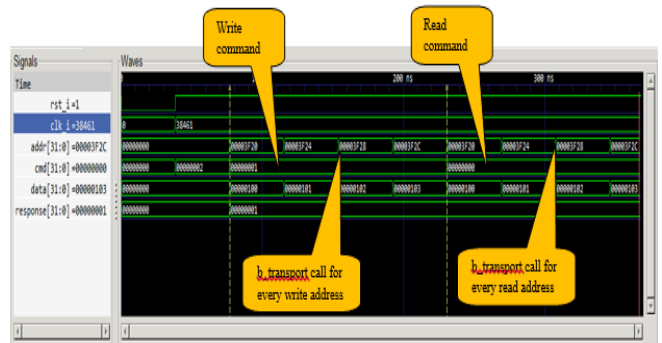 Write
command
Read
command
Signals
Waves
Time
200 ns
300 ns
rst_i=1
clk_i=38461
0
38461
addr[31:0]=00003F2C
00000000
00003F20
00003F24
00003F28
00003F2C
00003F20
00003F24
00003F28
00003F2C
cmd[31:0]=00000000
00000000
00000002
00000001
00000000
data[31:0]=00000103
00000000
00000100
00000101
00000102
00000103
00000100
00000101
00000102
00000103
response[31:0]=00000001
00000000
00000001
b_transport call for
every write address
b_transport call for
every read address